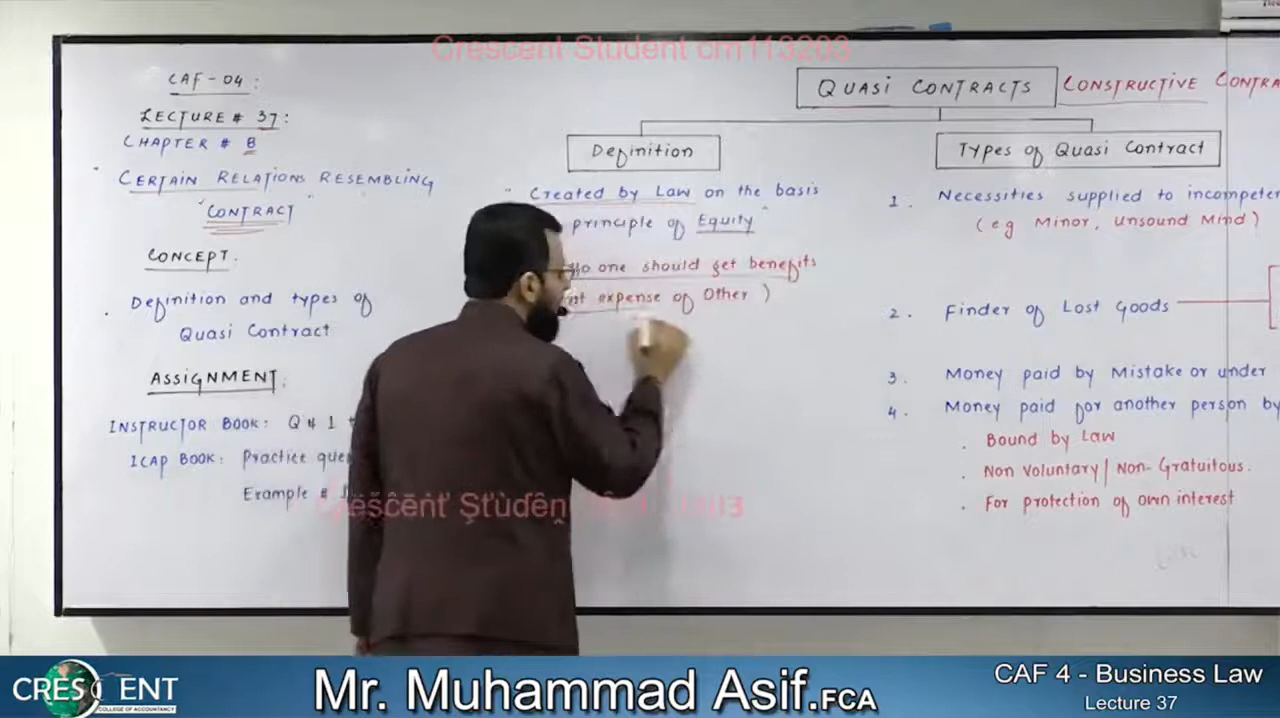 Crescent Student cm113203
CAF-04:
LECTURE # 37:
CHAPTER # 8
"CERTAIN RELATIONS RESEMBLING
"CONTRACT"
CONCEPT.
. Definition and types of
Quasi Contract
ASSIGNMENT:
INSTRUCTOR BOOK: Q # 1
ICAP BOOK: Practice
Example #
QUASI CONTRACTS
CONSTRUCTIVE
Definition
"Created by Law on the basis
principle of Equity"
no one should get benefits
expense of Other )
Types of Quasi Contract
1. Necessities supplied to
(eg Minor, unsound Mind)
2. Finder of Lost Goods
3. Money paid by Mistake or under
4. Money paid for another person by
. Bound by Law
. Non Voluntary / Non-Gratuitous.
. For protection of own interest
CRESCENT
COLLEGE OF ACCOUNTANCY
Mr. Muhammad Asif.FCA
CAF 4 - Business Law
Lecture 37